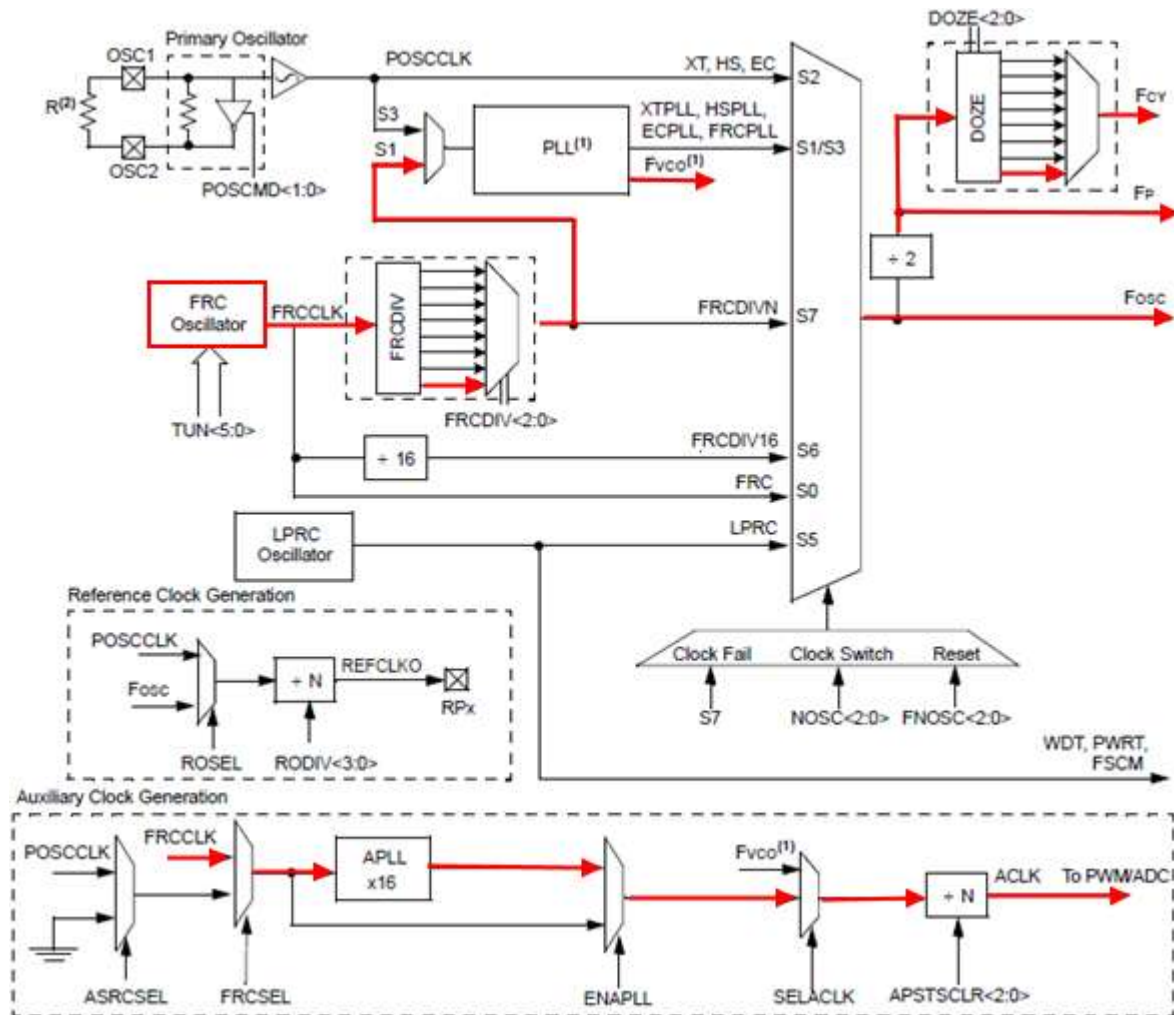 DOZE<2:0>
Primary Oscillator
OSC1
POSCCLK
XT, HS, EC
S2
R(2)
S3
XTPLL, HSPLL,
ECPLL, FRCPLL
DOZE
FCY
S1
PLL(1)
S1/S3
OSC2
FVCO(1)
POSCMD<1:0>
FP
÷ 2
FRC
Oscillator
FRCCLK
FRCDIV
FRCDIVN
S7
FOSC
FRCDIV<2:0>
TUN<5:0>
÷ 16
FRCDIV16
S6
FRC
S0
LPRC
Oscillator
LPRC
S5
Reference Clock Generation
POSCCLK
Clock Fail
Clock Switch
Reset
÷ N
REFCLKO
FOSC
RPx
S7
NOSC<2:0>
FNOSC<2:0>
ROSEL
RODIV<3:0>
WDT, PWRT,
FSCM
Auxiliary Clock Generation
FRCCLK
POSCCLK
APLL
x16
FVCO(1)
÷ N
ACLK
To PWM/ADC
ASRCSEL
FRCSEL
ENAPLL
SELACLK
APSTSCLR<2:0>